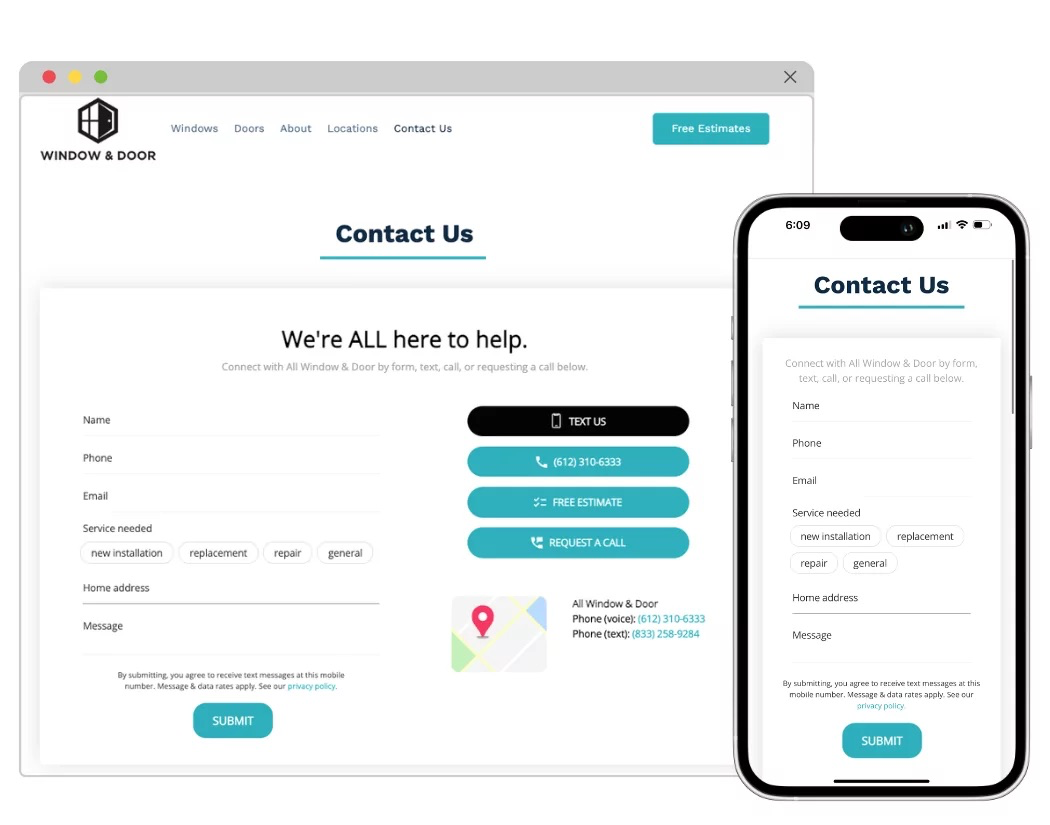 WINDOW & DOOR
Windows Doors About Locations Contact Us
Free Estimates
Contact Us
We're ALL here to help.
Connect with All Window & Door by form, text, call, or requesting a call below.
Name
Phone
Email
Service needed
new installation replacement repair general
Home address
Message
By submitting, you agree to receive text messages at this mobile
number. Message & data rates apply. See our privacy policy.
SUBMIT
TEXT US
(612) 310-6333
FREE ESTIMATE
REQUEST A CALL
All Window & Door
Phone (voice): (612) 310-6333
Phone (text): (833) 258-9284
6:09
Contact Us
Connect with All Window & Door by form,
text, call, or requesting a call below.
Name
Phone
Email
Service needed
new installation replacement
repair general
Home address
Message
By submitting, you agree to receive text messages at this
mobile number. Message & data rates apply. See our
privacy policy.
SUBMIT